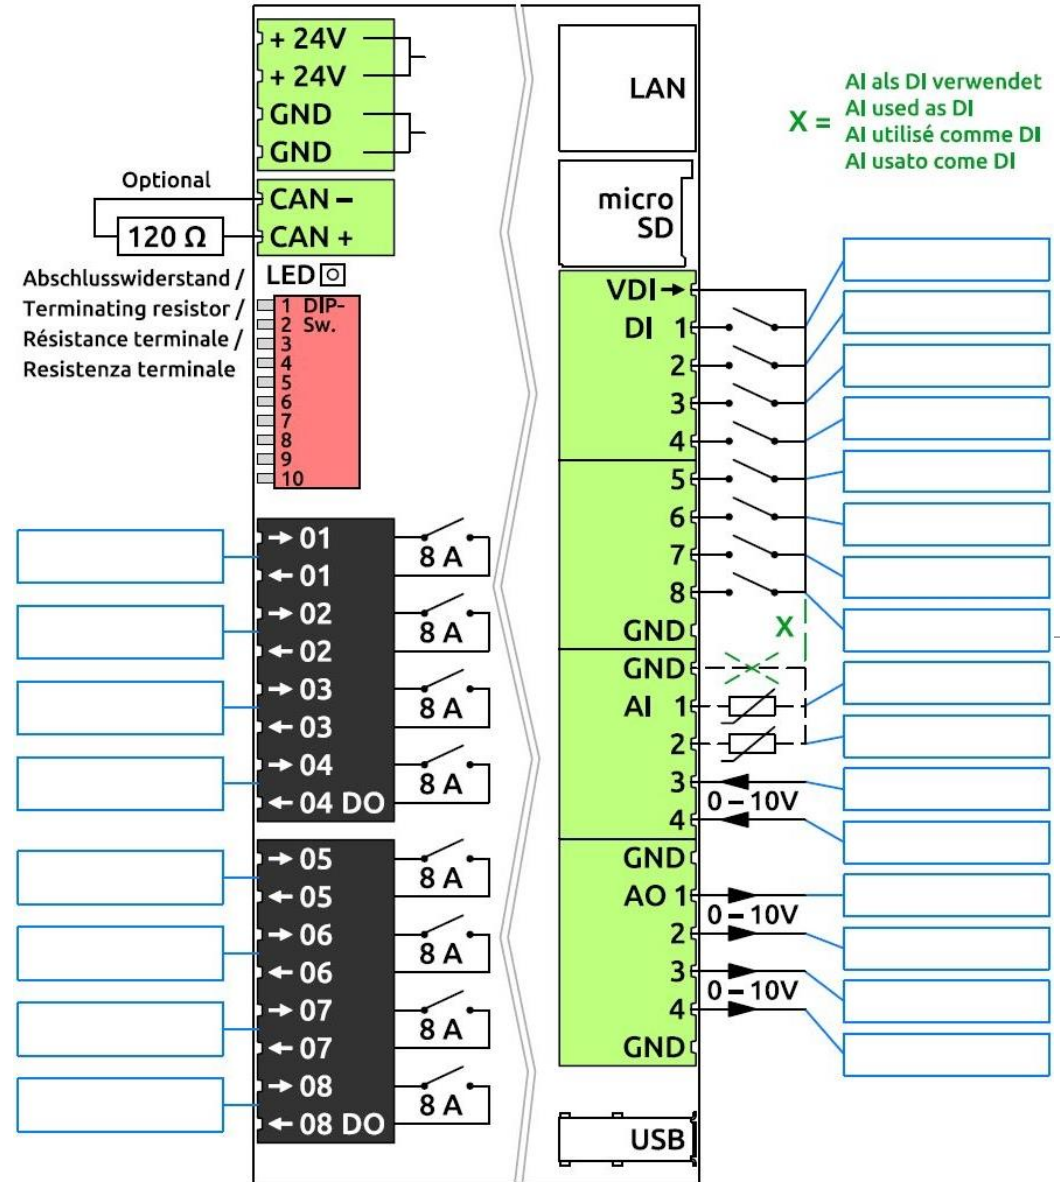 + 24V
+ 24V
GND
GND
Optional
CAN –
CAN +
120 Ω
Abschlusswiderstand /
Terminating resistor /
Résistance terminale /
Resistenza terminale
LED
1 DIP-
2 Sw.
3
4
5
6
7
8
9
10
→ 01
8 A
← 01
→ 02
8 A
← 02
→ 03
8 A
← 03
→ 04
8 A
← 04 DO
→ 05
8 A
← 05
→ 06
8 A
← 06
→ 07
8 A
← 07
→ 08
8 A
← 08 DO
LAN
micro
SD
VDI→
DI 1
2
3
4
5
6
7
8
GND
X
GND
AI 1
2
3
0 – 10V
4
GND
AO 1
0 – 10V
2
3
0 – 10V
4
GND
USB
X =
AI als DI verwendet
AI used as DI
AI utilisé comme DI
AI usato come DI